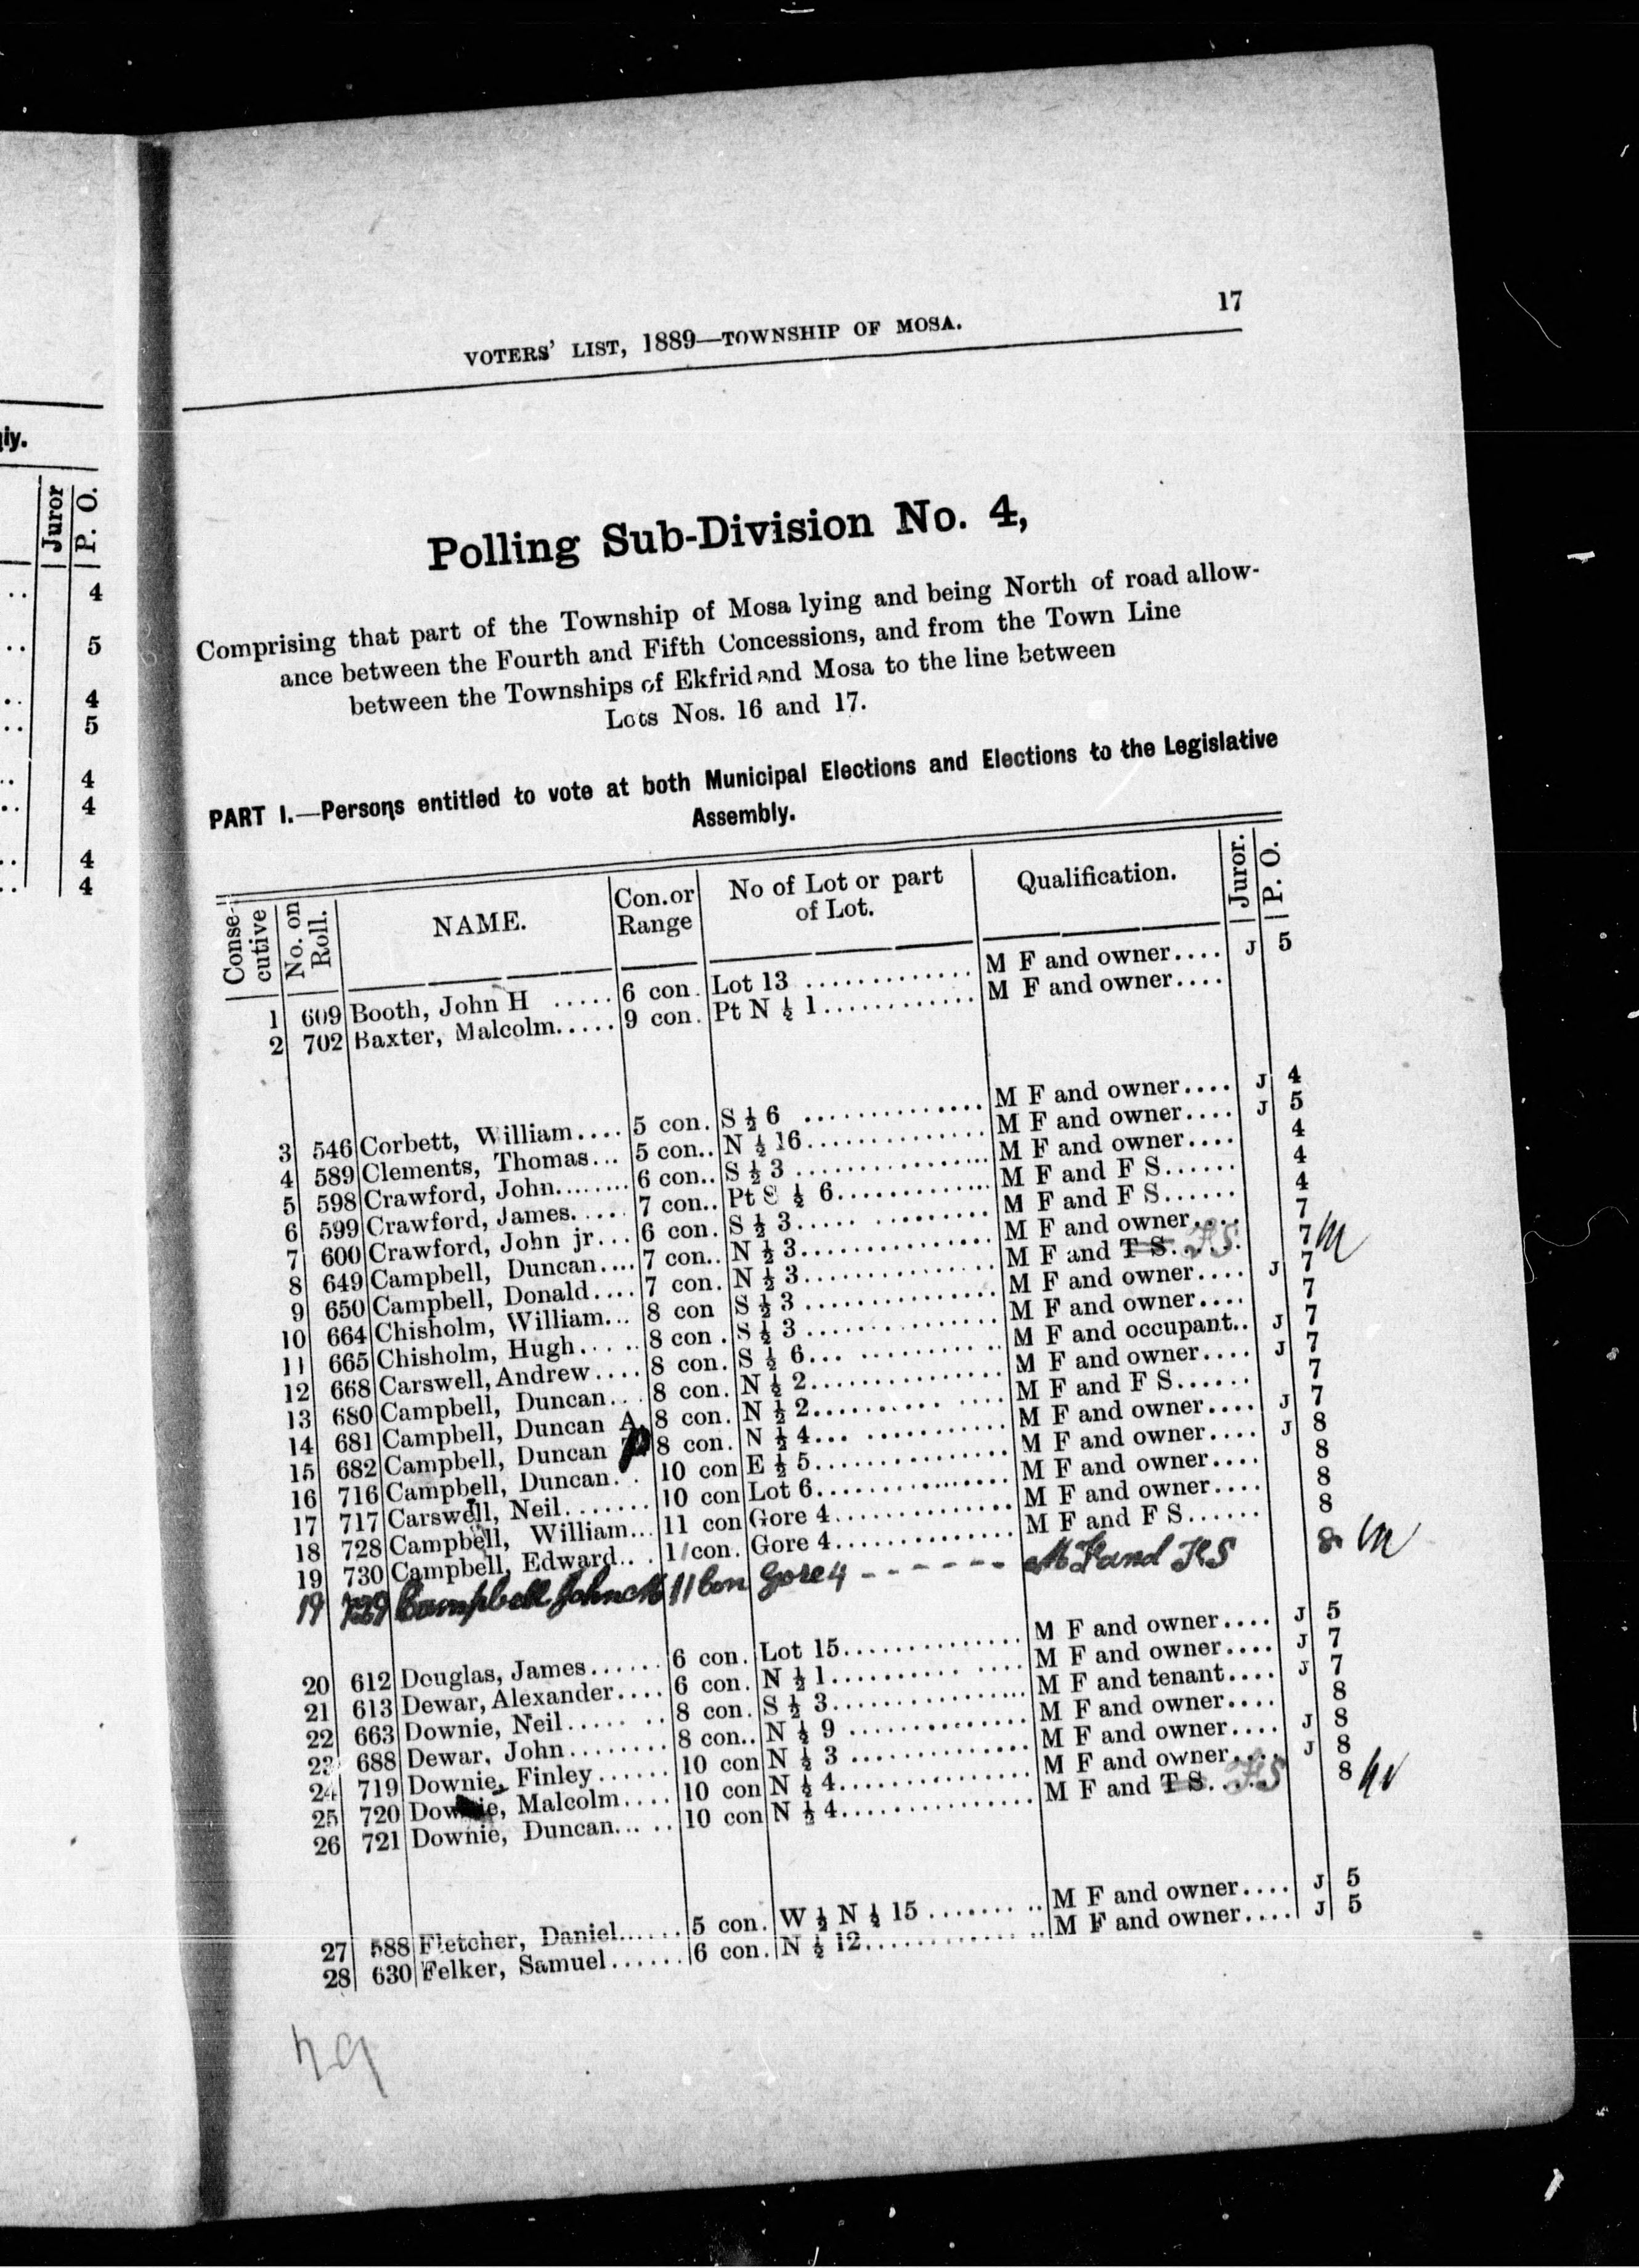 ly.
Juror
P. O.
4
5
4
5
4
4
4
4
17
VOTERS' LIST, 1889—TOWNSHIP OF MOSA.
Polling Sub-Division No. 4,
Comprising that part of the Township of Mosa lying and being North of road allow-
ance between the Fourth and Fifth Concessions, and from the Town Line
between the Townships of Ekfrid and Mosa to the line between
Lots Nos. 16 and 17.
PART I.—Persons entitled to vote at both Municipal Elections and Elections to the Legislative
Assembly.
Conse-cutive No. on Roll. NAME. Con. or Range No of Lot or part of Lot. Qualification. Juror. P. O.
1 609 Booth, John H ..... 6 con. Lot 13 ............ M F and owner.... J 5
2 702 Baxter, Malcolm..... 9 con. Pt N ½ 1............ M F and owner....
3 546 Corbett, William.... 5 con. S ½ 6 .............. M F and owner.... J 4
4 589 Clements, Thomas... 5 con.. N ½ 16.............. M F and owner.... J 5
5 598 Crawford, John........ 6 con.. S ½ 3 .............. M F and owner.... 4
6 599 Crawford, James..... 7 con.. Pt S ½ 6............ M F and F S...... 4
7 600 Crawford, John jr... 6 con. S ½ 3..... ......... M F and F S...... 4
8 649 Campbell, Duncan.... 7 con.. N ½ 3.............. M F and owner.... 7
9 650 Campbell, Donald.... 7 con. N ½ 3.............. M F and T S...... FS 7 m
10 664 Chisholm, William... 8 con S ½ 3 .............. M F and owner.... J 7
11 665 Chisholm, Hugh..... 8 con . S ½ 3 .............. M F and owner.... 7
12 668 Carswell, Andrew.... 8 con. S ½ 6... ........... M F and occupant.. J 7
13 680 Campbell, Duncan... 8 con. N ½ 2.............. M F and owner.... J 7
14 681 Campbell, Duncan A. 8 con. N ½ 2.......... .... M F and F S...... 7
15 682 Campbell, Duncan 8 con. N ½ 4... ........... M F and owner.... J 7
16 716 Campbell, Duncan. . 10 con E ½ 5.............. M F and owner.... J 8
17 717 Carswell, Neil....... 10 con Lot 6.............. M F and owner.... 8
18 728 Campbell, William... 11 con Gore 4............. M F and owner.... 8
19 730 Campbell, Edward.. . 11 con. Gore 4............. M F and F S...... 8
19 Campbell John 11 Con Gore 4 - - - - - - M F and F S 8 m
20 612 Douglas, James...... 6 con. Lot 15.............. M F and owner.... J 5
21 613 Dewar, Alexander.... 6 con. N ½ 1.......... .... M F and owner.... J 7
22 663 Downie, Neil..... .. 8 con. S ½ 3.............. M F and tenant.... J 7
23 688 Dewar, John........ 8 con.. N ½ 9 .............. M F and owner.... 8
24 719 Downie, Finley...... 10 con N ½ 3 .............. M F and owner.... J 8
25 720 Downie, Malcolm.... 10 con N ½ 4.............. M F and owner.... J 8
26 721 Downie, Duncan... .. 10 con N ½ 4.............. M F and T S..... FS 8
27 588 Fletcher, Daniel...... 5 con. W ½ N ½ 15 ....... .. M F and owner.... J 5
28 630 Felker, Samuel...... 6 con. N ½ 12............ .. M F and owner.... J 5
29